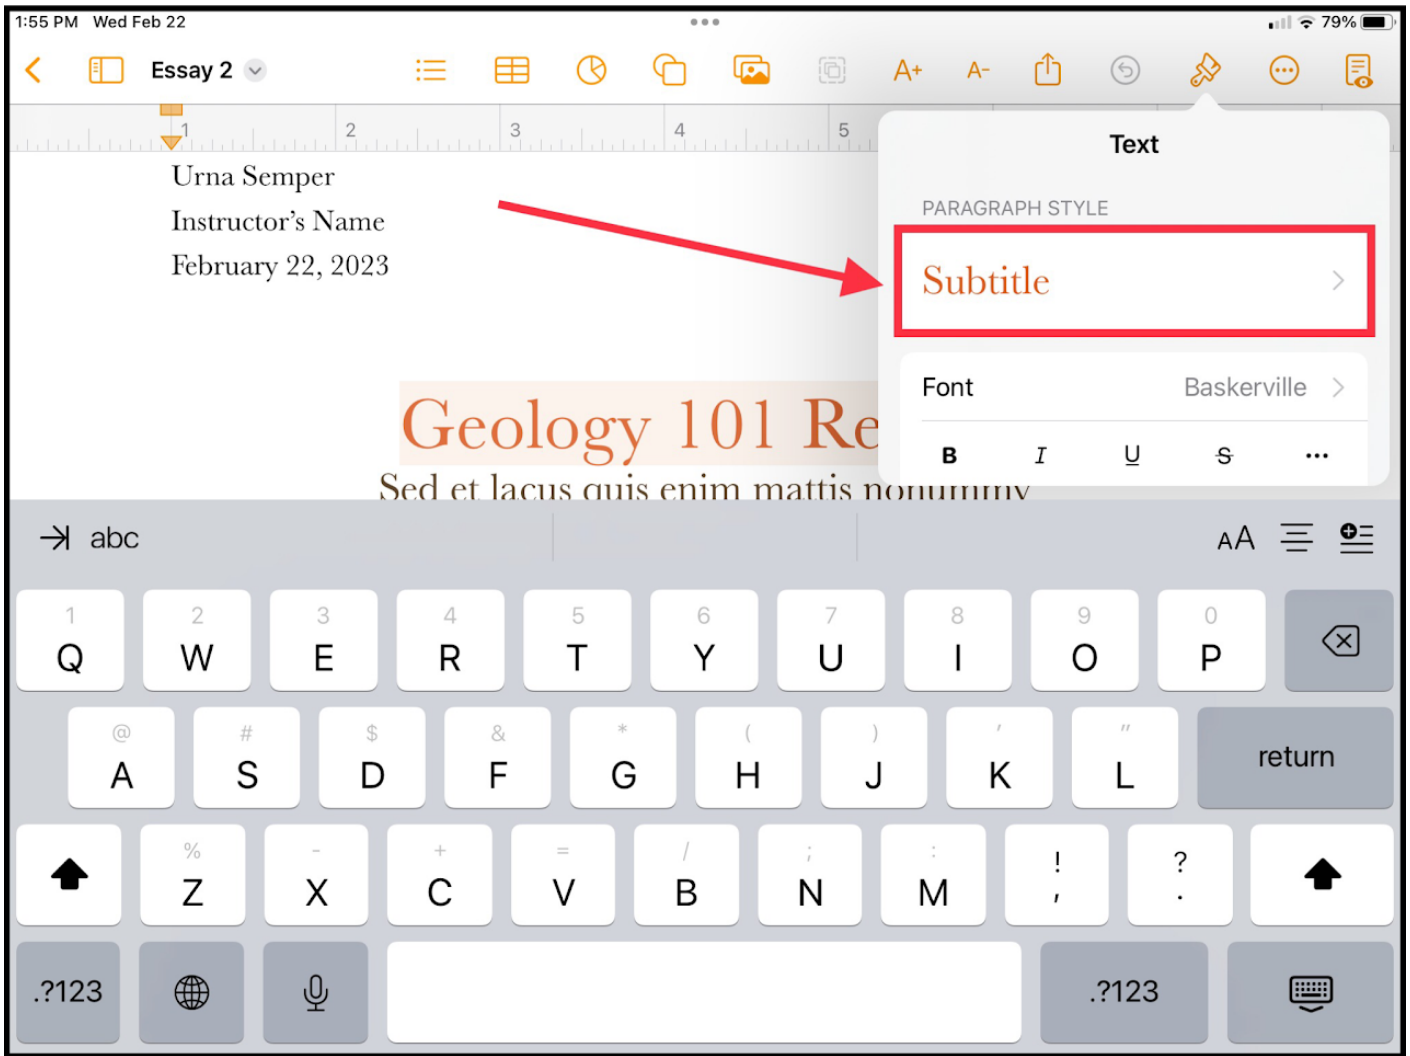 1:55 PM Wed Feb 22
79%
Essay 2
A+
A-
1 2 3 4 5
Urna Semper
Instructor's Name
February 22, 2023
Geology 101 Re
Sed et lacus quis enim mattis nonummy
Text
PARAGRAPH STYLE
Subtitle
Font Baskerville
B I U S
abc
AA
1 2 3 4 5 6 7 8 9 0
Q W E R T Y U I O P
@ # $ & * ( ) ' "
A S D F G H J K L return
% - + = / ; : ! ?
Z X C V B N M , .
.?123 .?123